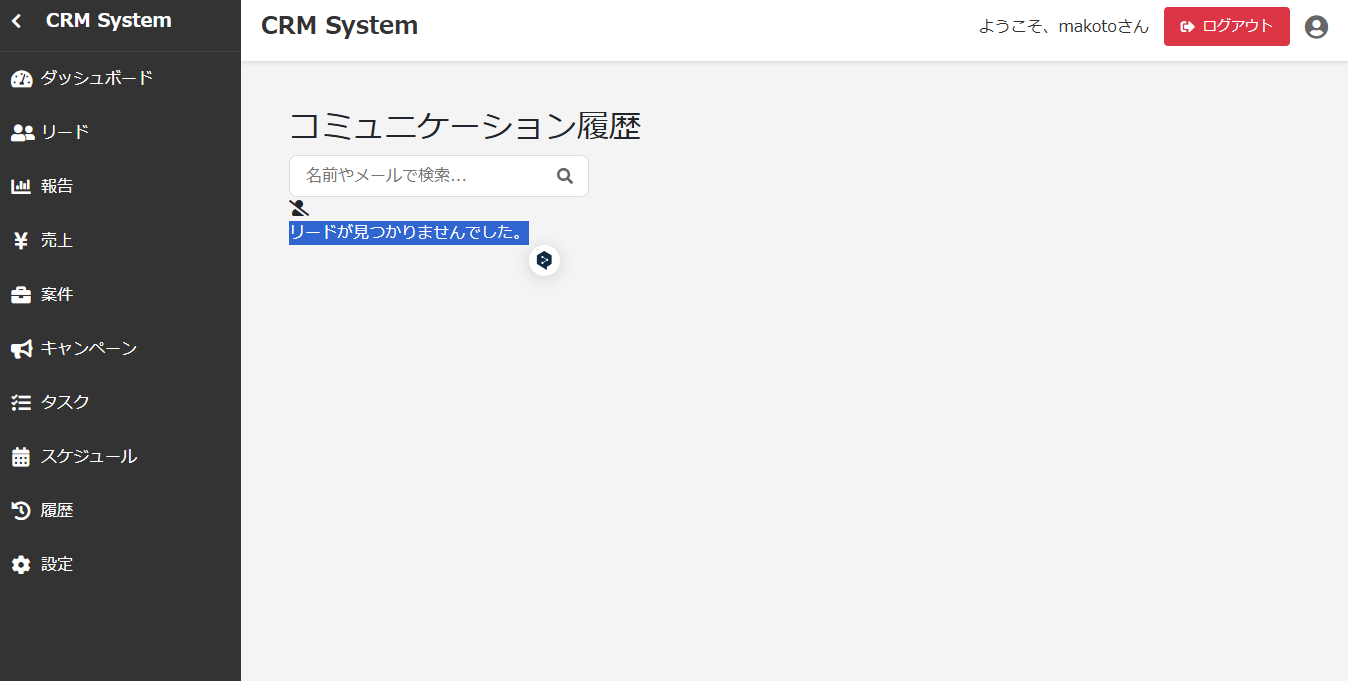 CRM System
ダッシュボード
リード
報告
売上
案件
キャンペーン
タスク
スケジュール
履歴
設定
CRM System
ようこそ、makotoさん
ログアウト
コミュニケーション履歴
名前やメールで検索...
リードが見つかりませんでした。